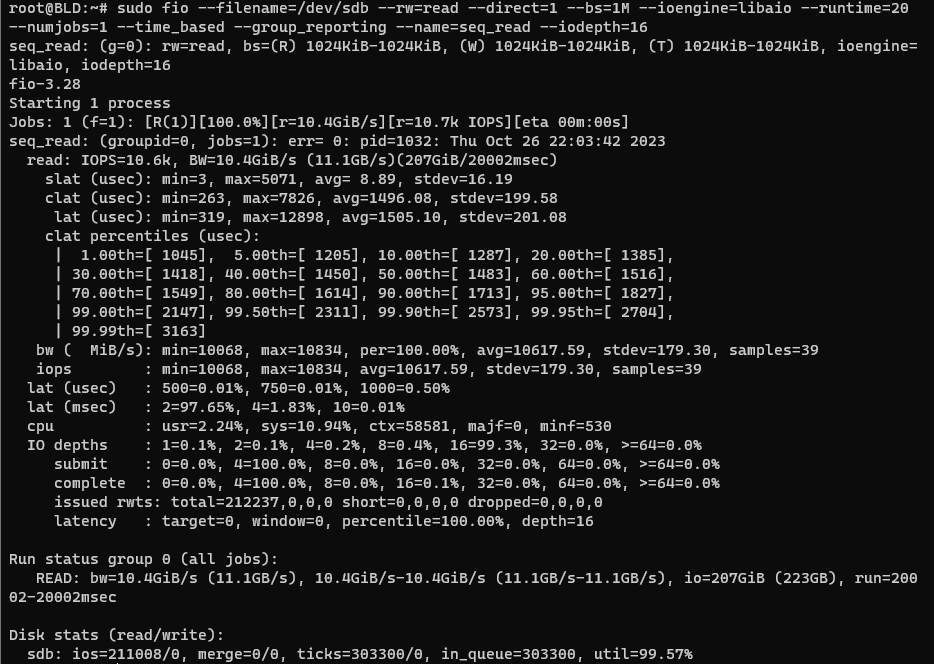 root@BLD:~# sudo fio --filename=/dev/sdb --rw=read --direct=1 --bs=1M --ioengine=libaio --runtime=20
--numjobs=1 --time_based --group_reporting --name=seq_read --iodepth=16
seq_read: (g=0): rw=read, bs=(R) 1024KiB-1024KiB, (W) 1024KiB-1024KiB, (T) 1024KiB-1024KiB, ioengine=
libaio, iodepth=16
fio-3.28
Starting 1 process
Jobs: 1 (f=1): [R(1)][100.0%][r=10.4GiB/s][r=10.7k IOPS][eta 00m:00s]
seq_read: (groupid=0, jobs=1): err= 0: pid=1032: Thu Oct 26 22:03:42 2023
  read: IOPS=10.6k, BW=10.4GiB/s (11.1GB/s)(207GiB/20002msec)
    slat (usec): min=3, max=5071, avg= 8.89, stdev=16.19
    clat (usec): min=263, max=7826, avg=1496.08, stdev=199.58
     lat (usec): min=319, max=12898, avg=1505.10, stdev=201.08
    clat percentiles (usec):
     |  1.00th=[ 1045],  5.00th=[ 1205], 10.00th=[ 1287], 20.00th=[ 1385],
     | 30.00th=[ 1418], 40.00th=[ 1450], 50.00th=[ 1483], 60.00th=[ 1516],
     | 70.00th=[ 1549], 80.00th=[ 1614], 90.00th=[ 1713], 95.00th=[ 1827],
     | 99.00th=[ 2147], 99.50th=[ 2311], 99.90th=[ 2573], 99.95th=[ 2704],
     | 99.99th=[ 3163]
   bw (  MiB/s): min=10068, max=10834, per=100.00%, avg=10617.59, stdev=179.30, samples=39
   iops        : min=10068, max=10834, avg=10617.59, stdev=179.30, samples=39
  lat (usec)   : 500=0.01%, 750=0.01%, 1000=0.50%
  lat (msec)   : 2=97.65%, 4=1.83%, 10=0.01%
  cpu          : usr=2.24%, sys=10.94%, ctx=58581, majf=0, minf=530
  IO depths    : 1=0.1%, 2=0.1%, 4=0.2%, 8=0.4%, 16=99.3%, 32=0.0%, >=64=0.0%
     submit    : 0=0.0%, 4=100.0%, 8=0.0%, 16=0.0%, 32=0.0%, 64=0.0%, >=64=0.0%
     complete  : 0=0.0%, 4=100.0%, 8=0.0%, 16=0.1%, 32=0.0%, 64=0.0%, >=64=0.0%
     issued rwts: total=212237,0,0,0 short=0,0,0,0 dropped=0,0,0,0
     latency   : target=0, window=0, percentile=100.00%, depth=16

Run status group 0 (all jobs):
   READ: bw=10.4GiB/s (11.1GB/s), 10.4GiB/s-10.4GiB/s (11.1GB/s-11.1GB/s), io=207GiB (223GB), run=200
02-20002msec

Disk stats (read/write):
  sdb: ios=211008/0, merge=0/0, ticks=303300/0, in_queue=303300, util=99.57%